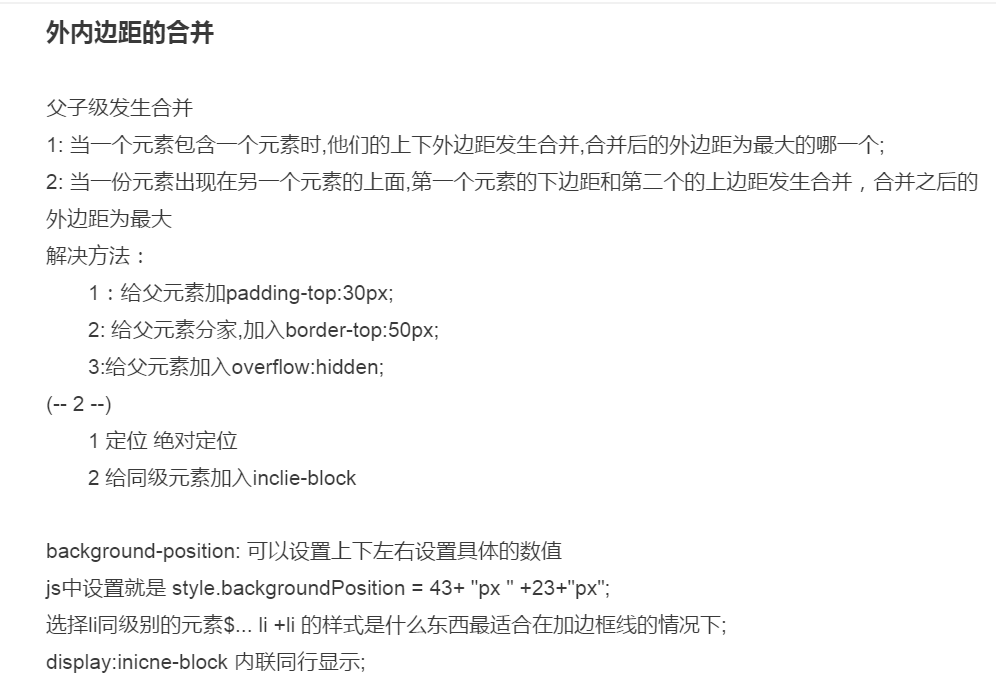 外内边距的合并
父子级发生合并
1: 当一个元素包含一个元素时,他们的上下外边距发生合并,合并后的外边距为最大的哪一个;
2: 当一份元素出现在另一个元素的上面,第一个元素的下边距和第二个的上边距发生合并，合并之后的
外边距为最大
解决方法：
1：给父元素加padding-top:30px;
2: 给父元素分家,加入border-top:50px;
3:给父元素加入overflow:hidden;
(-- 2 --)
1 定位 绝对定位
2 给同级元素加入inclie-block
background-position: 可以设置上下左右设置具体的数值
js中设置就是 style.backgroundPosition = 43+ "px " +23+"px";
选择li同级别的元素$... li +li 的样式是什么东西最适合在加边框线的情况下;
display:inicne-block 内联同行显示;